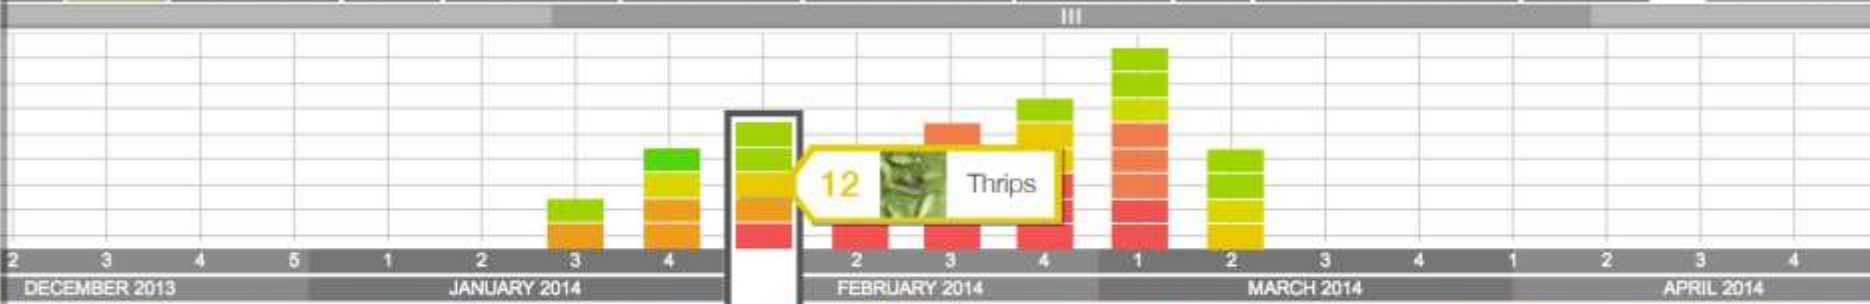 III
12 Thrips
2 3 4 5 1 2 3 4 2 3 4 1 2 3 4 1 2 3 4
DECEMBER 2013 JANUARY 2014 FEBRUARY 2014 MARCH 2014 APRIL 2014